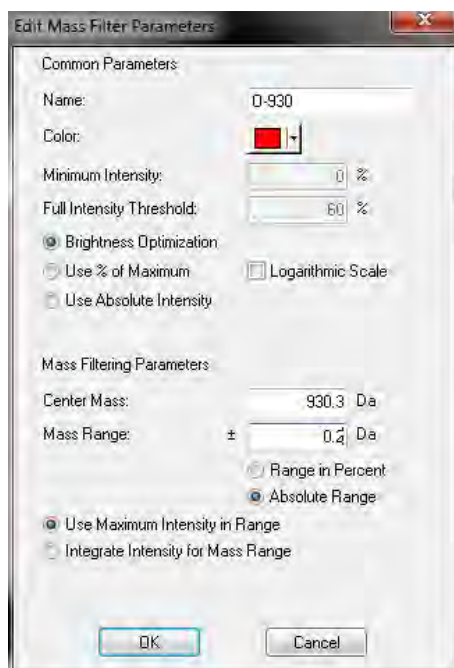 Edit Mass Filter Parameters
Common Parameters
Name: O-930
Color:
Minimum Intensity: 0 %
Full Intensity Threshold: 60 %
Brightness Optimization
Use % of Maximum Logarithmic Scale
Use Absolute Intensity
Mass Filtering Parameters
Center Mass: 930.3 Da
Mass Range: ± 0.2 Da
Range in Percent
Absolute Range
Use Maximum Intensity in Range
Integrate Intensity for Mass Range
OK Cancel